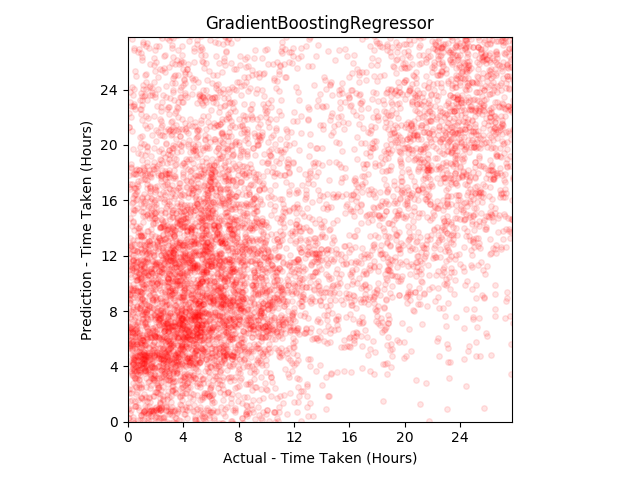 GradientBoostingRegressor
Prediction - Time Taken (Hours)
24
20
16
12
8
4
0
0 4 8 12 16 20 24
Actual - Time Taken (Hours)